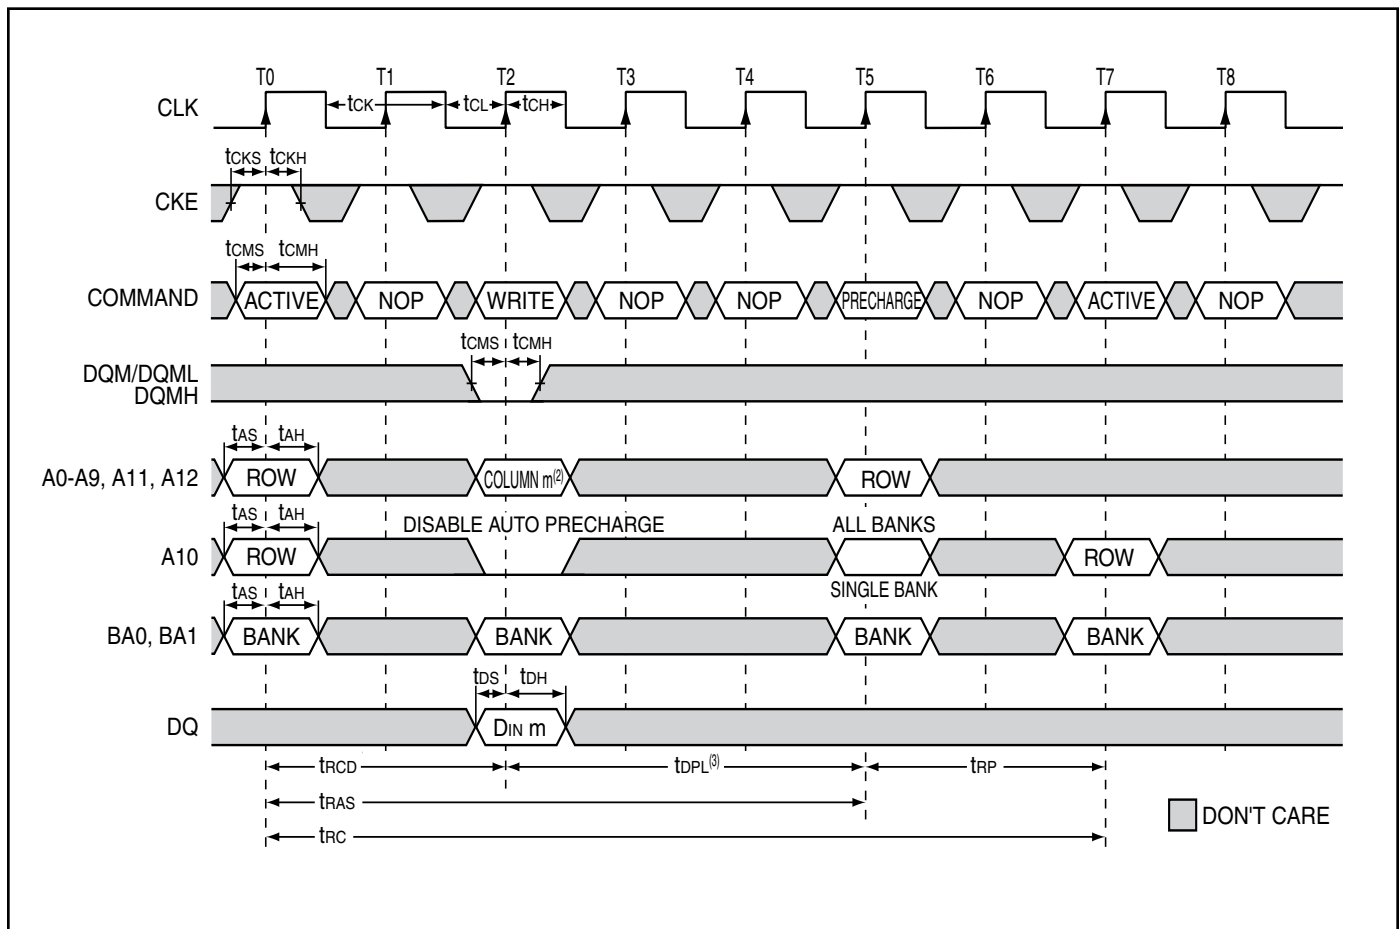 T0 T1 T2 T3 T4 T5 T6 T7 T8
CLK tCK tCL tCH
tCKS tCKH
CKE
tCMS tCMH
COMMAND ACTIVE NOP WRITE NOP NOP PRECHARGE NOP ACTIVE NOP
tCMS tCMH
DQM/DQML
DQMH
tAS tAH
A0-A9, A11, A12 ROW COLUMN m(2) ROW
tAS tAH DISABLE AUTO PRECHARGE ALL BANKS
A10 ROW ROW
tAS tAH SINGLE BANK
BA0, BA1 BANK BANK BANK BANK
tDS tDH
DQ DIN m
tRCD tDPL(3) tRP
tRAS
DON'T CARE
tRC